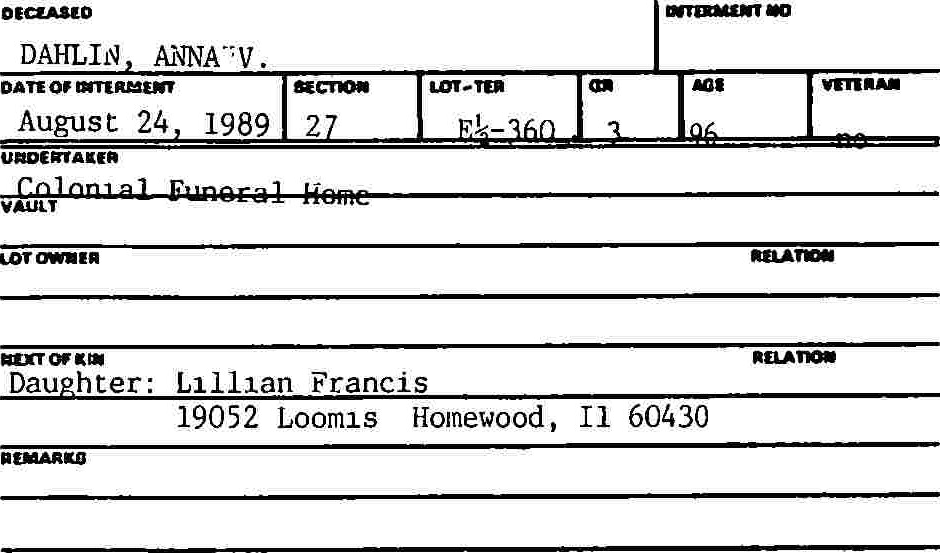 DECEASED INTERMENT NO
DAHLIN, ANNA V.
DATE OF INTERMENT SECTION LOT-TER GR AGE VETERAN
August 24, 1989 27 E½-360 3 96 no
UNDERTAKER
Colonial Funeral Home
VAULT
LOT OWNER RELATION
NEXT OF KIN RELATION
Daughter: Lillian Francis
19052 Loomis Homewood, Il 60430
REMARKS